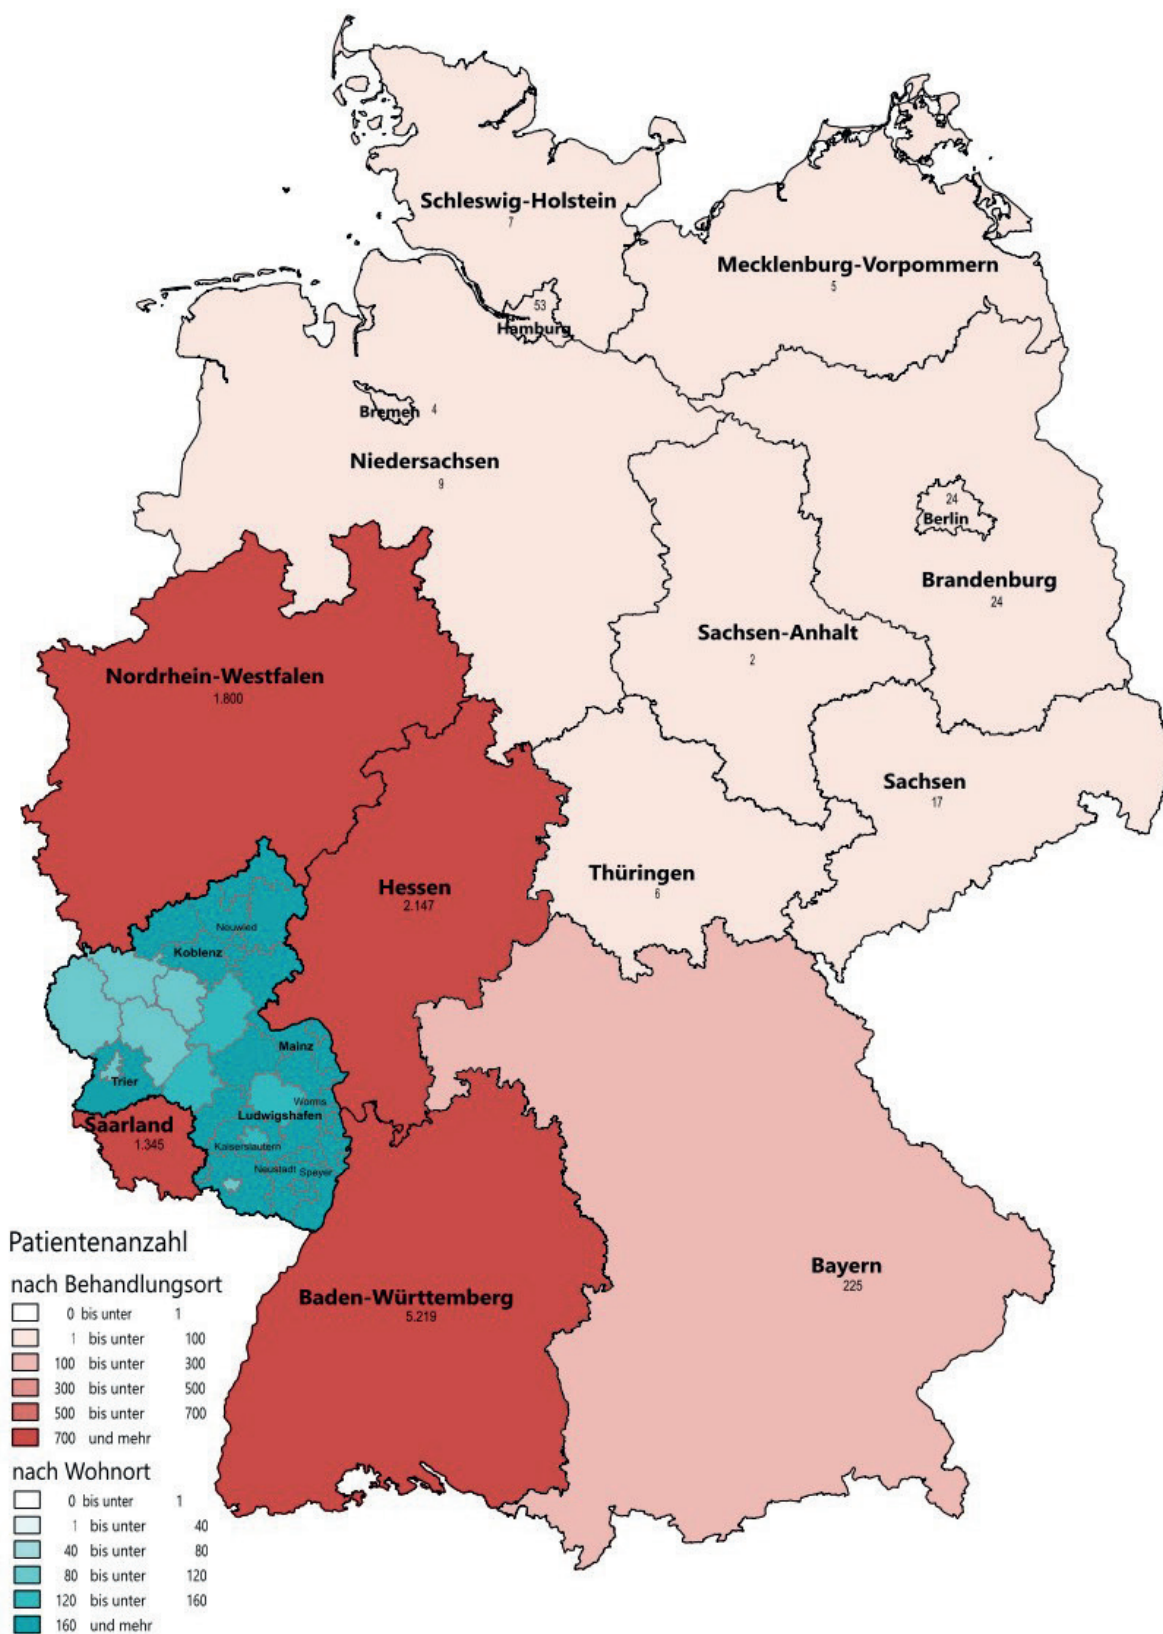 Schleswig-Holstein
7
Mecklenburg-Vorpommern
5
53
Hamburg
Bremen 4
Niedersachsen
9
24
Berlin
Brandenburg
24
Sachsen-Anhalt
2
Nordrhein-Westfalen
1.800
Sachsen
17
Thüringen
6
Hessen
2.147
Neuwied
Koblenz
Mainz
Trier
Worms
Ludwigshafen
Saarland
1.345
Kaiserslautern
Neustadt Speyer
Bayern
225
Baden-Württemberg
5.219
Patientenanzahl
nach Behandlungsort
0 bis unter 1
1 bis unter 100
100 bis unter 300
300 bis unter 500
500 bis unter 700
700 und mehr
nach Wohnort
0 bis unter 1
1 bis unter 40
40 bis unter 80
80 bis unter 120
120 bis unter 160
160 und mehr